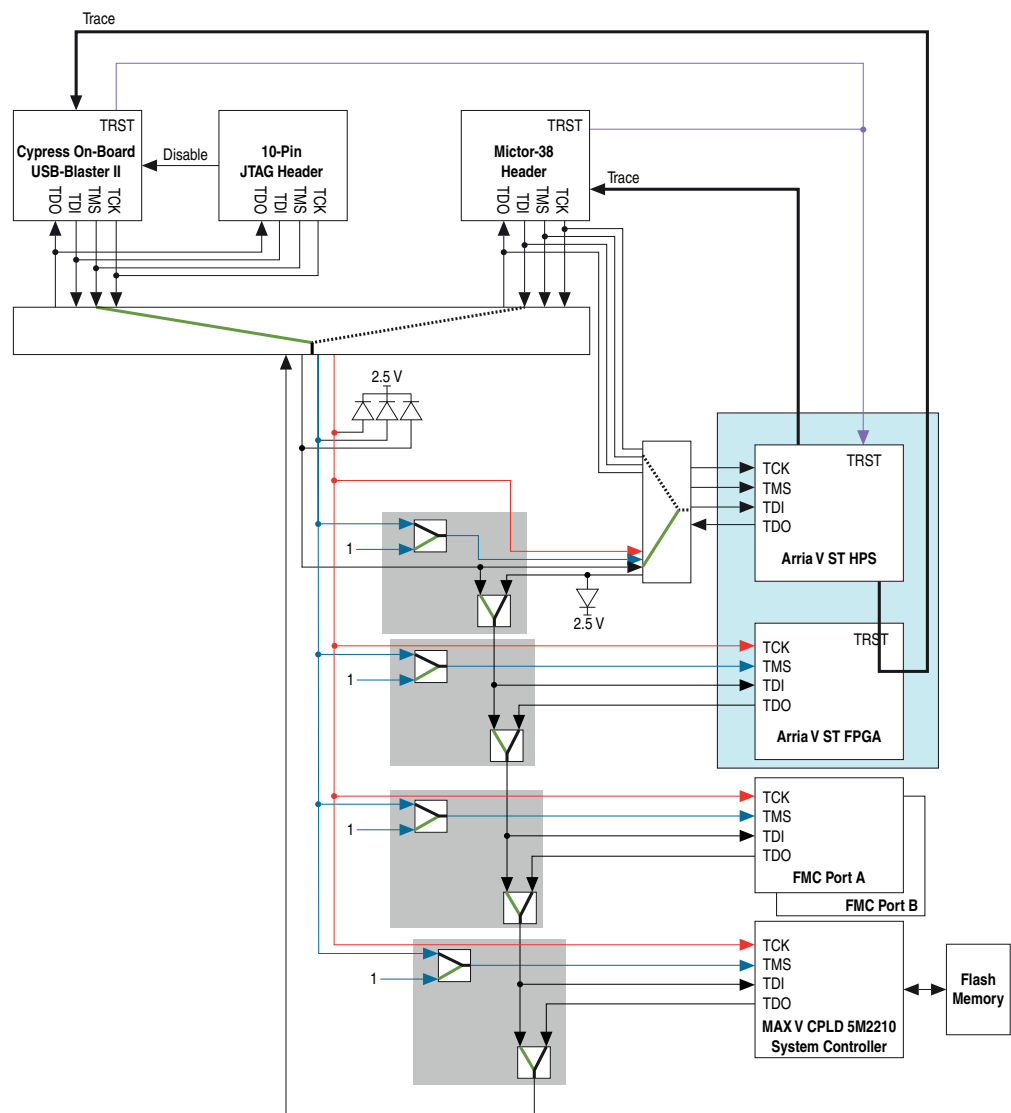 Trace
TRST
Cypress On-Board
USB-Blaster II
TDO
TDI
TMS
TCK
Disable
10-Pin
JTAG Header
TDO
TDI
TMS
TCK
TRST
Mictor-38
Header
TDO
TDI
TMS
TCK
Trace
2.5 V
TCK
TMS
TDI
TDO
TRST
Arria V ST HPS
1
2.5 V
TCK
TMS
TDI
TDO
TRST
Arria V ST FPGA
1
TCK
TMS
TDI
TDO
FMC Port A
FMC Port B
1
TCK
TMS
TDI
TDO
MAX V CPLD 5M2210
System Controller
1
Flash
Memory